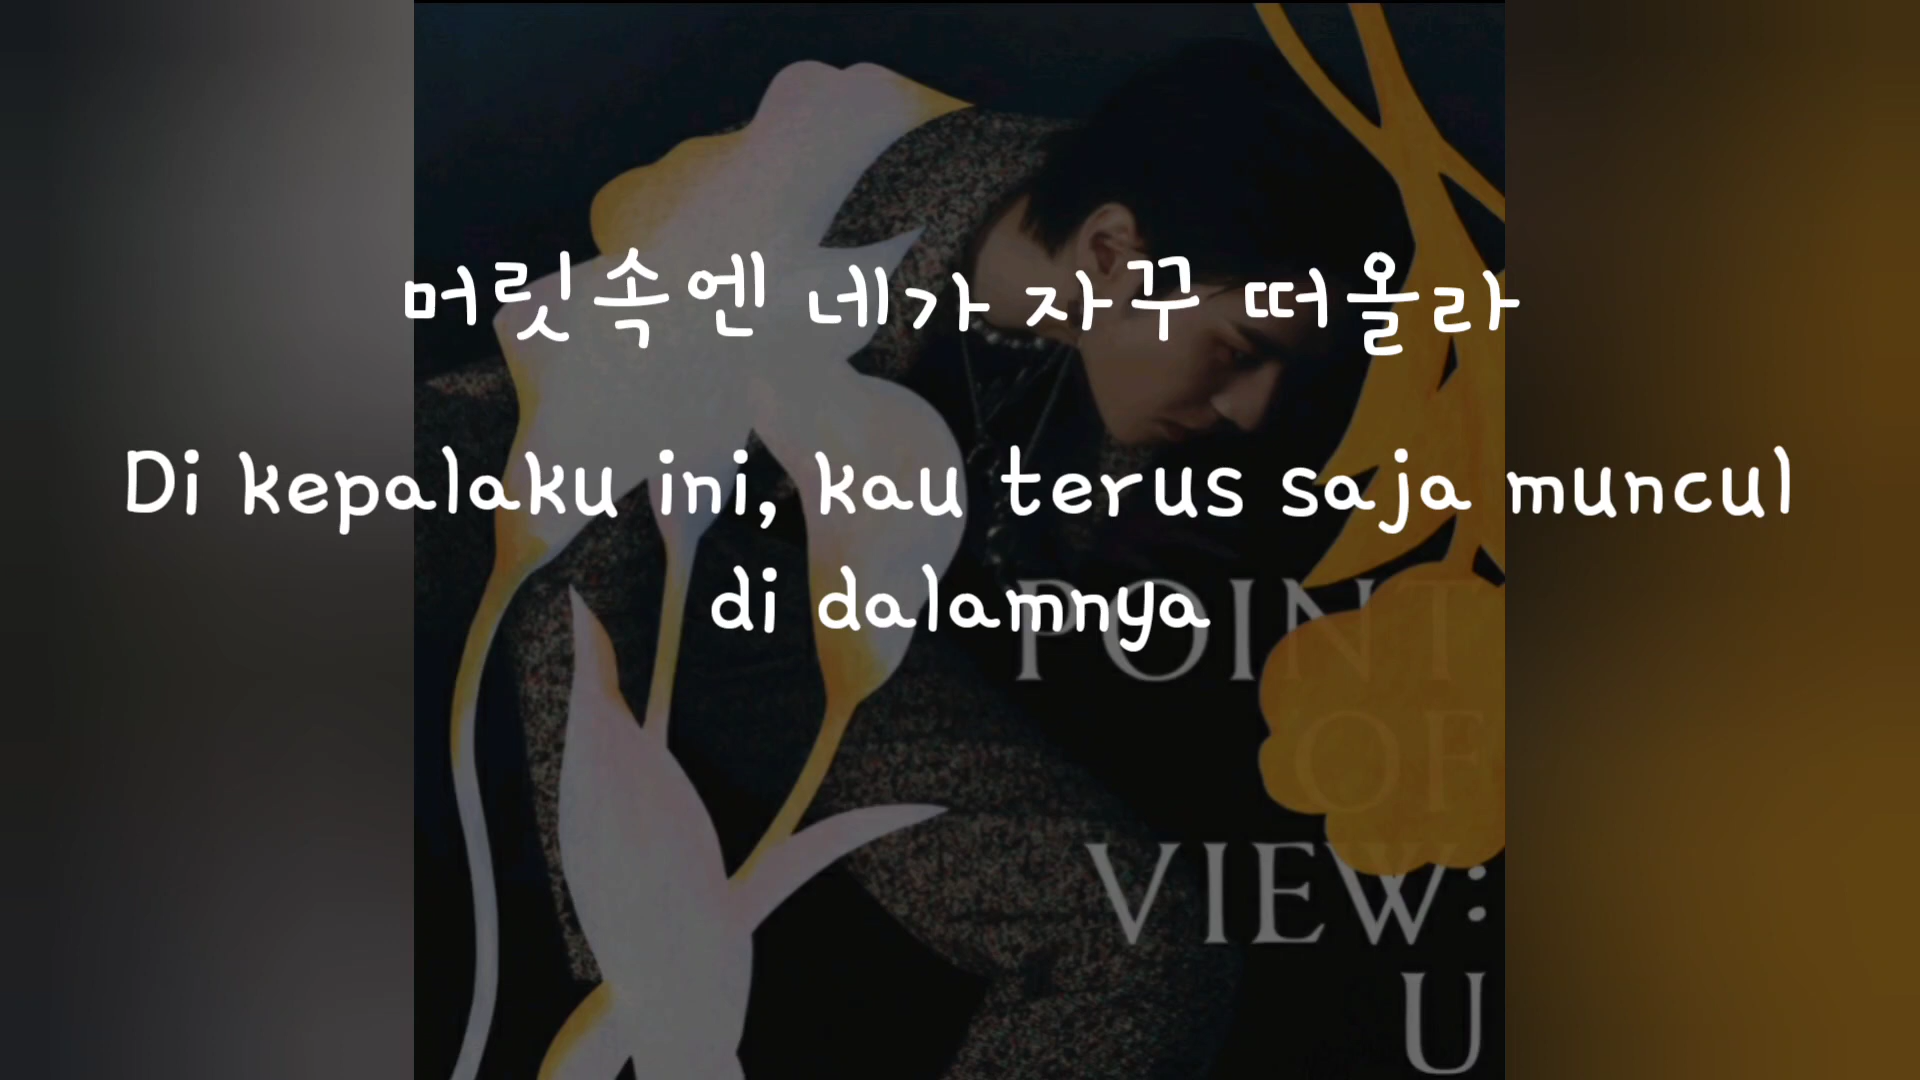 머릿속엔 네가 자꾸 떠올라
Di kepalaku ini, kau terus saja muncul
di dalamnya
POINT
OF
VIEW:
U